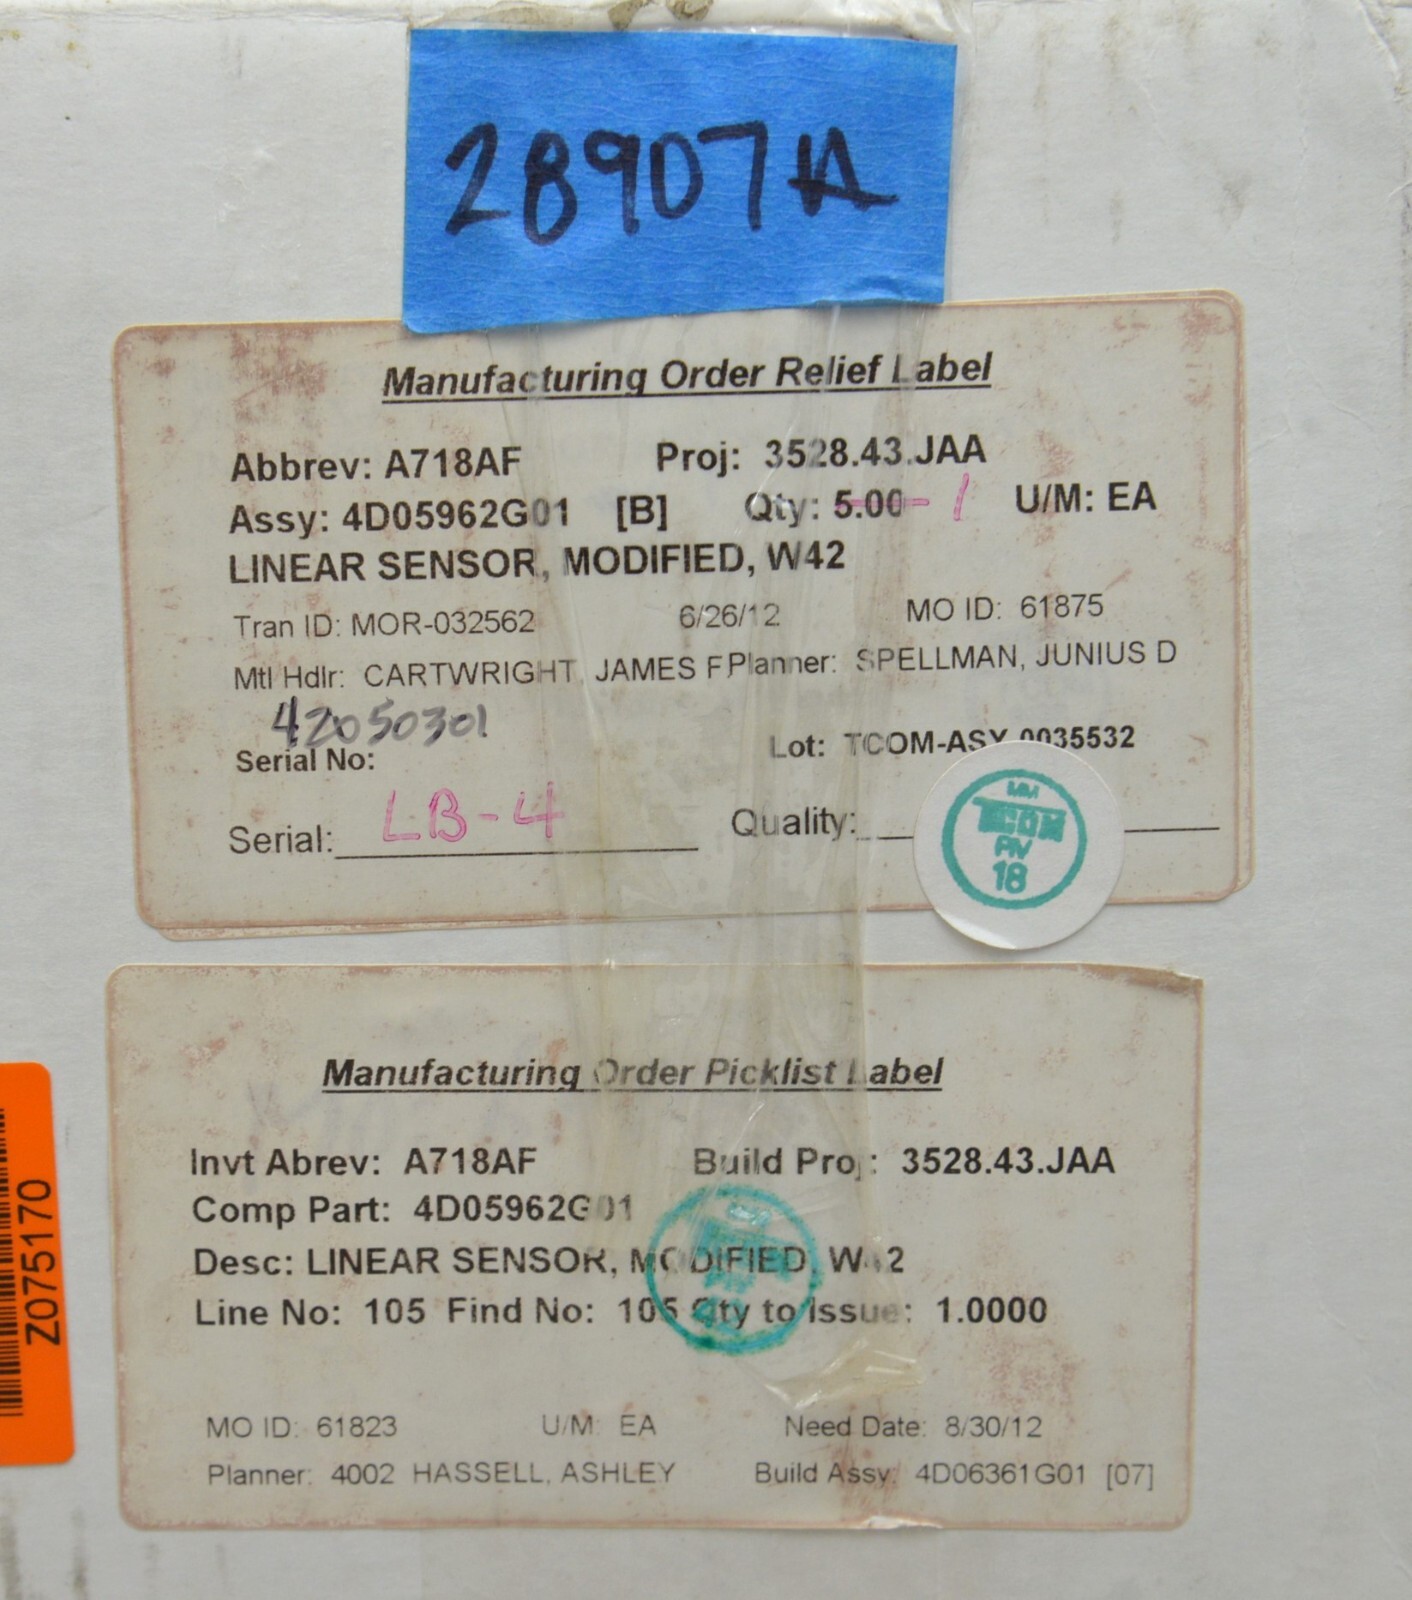 28907A
Manufacturing Order Relief Label
Abbrev: A718AF Proj: 3528.43.JAA
Assy: 4D05962G01 [B] Qty: 5.00 - 1 U/M: EA
LINEAR SENSOR, MODIFIED, W42
Tran ID: MOR-032562 6/26/12 MO ID: 61875
Mtl Hdlr: CARTWRIGHT, JAMES F Planner: SPELLMAN, JUNIUS D
42050301
Serial No: Lot: TCOM-ASY-0035532
Serial: LB-4 Quality:
TCOM
18
Manufacturing Order Picklist Label
Invt Abrev: A718AF Build Proj: 3528.43.JAA
Comp Part: 4D05962G01
Desc: LINEAR SENSOR, MODIFIED, W42
Line No: 105 Find No: 105 Qty to Issue: 1.0000
MO ID: 61823 U/M: EA Need Date: 8/30/12
Planner: 4002 HASSELL, ASHLEY Build Assy: 4D06361G01 [07]
Z075170